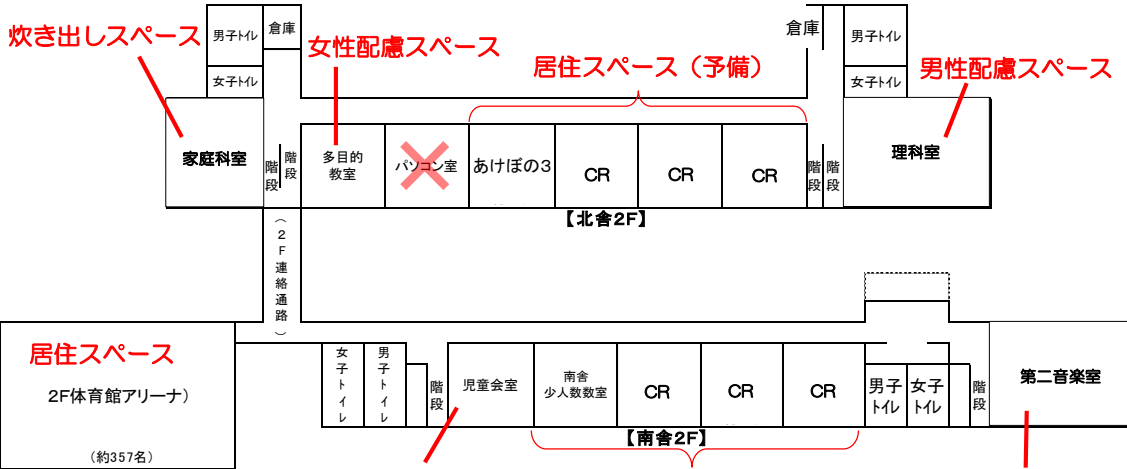 炊き出しスペース
男子トイレ
倉庫
女性配慮スペース
居住スペース（予備）
倉庫
男子トイレ
男性配慮スペース
女子トイレ
女子トイレ
家庭科室
階段
階段
多目的
教室
パソコン室
あけぼの3
CR
CR
CR
階段
階段
理科室
【北舎2F】
（2F連絡通路）
居住スペース
2F体育館アリーナ）
（約357名）
女子トイレ
男子トイレ
階段
児童会室
南舎
少人数教室
CR
CR
CR
男子
トイレ
女子
トイレ
階段
第二音楽室
【南舎2F】